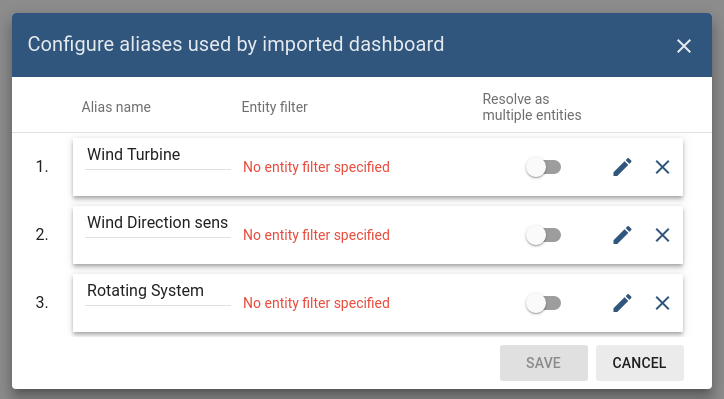 Configure aliases used by imported dashboard
Alias name
Entity filter
Resolve as
multiple entities
1.
Wind Turbine
No entity filter specified
2.
Wind Direction sens
No entity filter specified
3.
Rotating System
No entity filter specified
SAVE
CANCEL